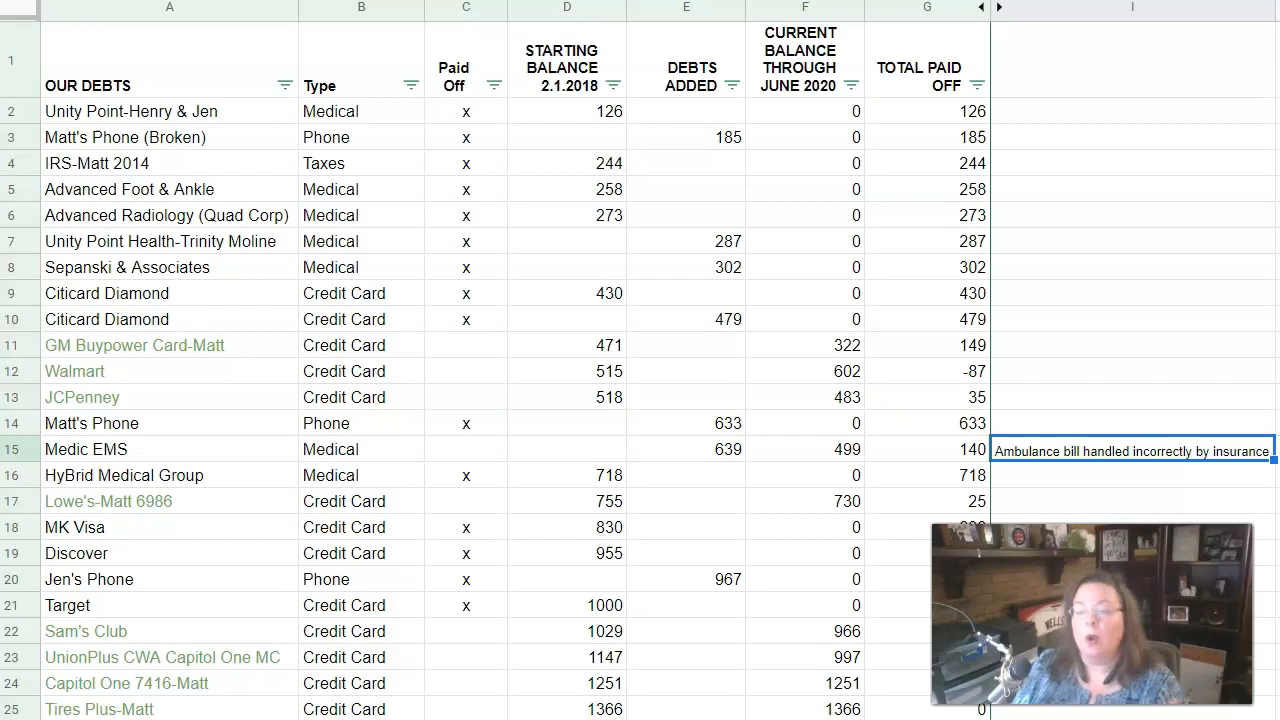 A B C D E F G I
1 OUR DEBTS Type Paid Off STARTING BALANCE 2.1.2018 DEBTS ADDED CURRENT BALANCE THROUGH JUNE 2020 TOTAL PAID OFF
2 Unity Point-Henry & Jen Medical x 126 0 126
3 Matt's Phone (Broken) Phone x 185 0 185
4 IRS-Matt 2014 Taxes x 244 0 244
5 Advanced Foot & Ankle Medical x 258 0 258
6 Advanced Radiology (Quad Corp) Medical x 273 0 273
7 Unity Point Health-Trinity Moline Medical x 287 0 287
8 Sepanski & Associates Medical x 302 0 302
9 Citicard Diamond Credit Card x 430 0 430
10 Citicard Diamond Credit Card x 479 0 479
11 GM Buypower Card-Matt Credit Card 471 322 149
12 Walmart Credit Card 515 602 -87
13 JCPenney Credit Card 518 483 35
14 Matt's Phone Phone x 633 0 633
15 Medic EMS Medical 639 499 140 Ambulance bill handled incorrectly by insurance
16 HyBrid Medical Group Medical x 718 0 718
17 Lowe's-Matt 6986 Credit Card 755 730 25
18 MK Visa Credit Card x 830 0
19 Discover Credit Card x 955 0
20 Jen's Phone Phone x 967 0
21 Target Credit Card x 1000 0
22 Sam's Club Credit Card 1029 966
23 UnionPlus CWA Capitol One MC Credit Card 1147 997
24 Capitol One 7416-Matt Credit Card 1251 1251
25 Tires Plus-Matt Credit Card 1366 1366 0